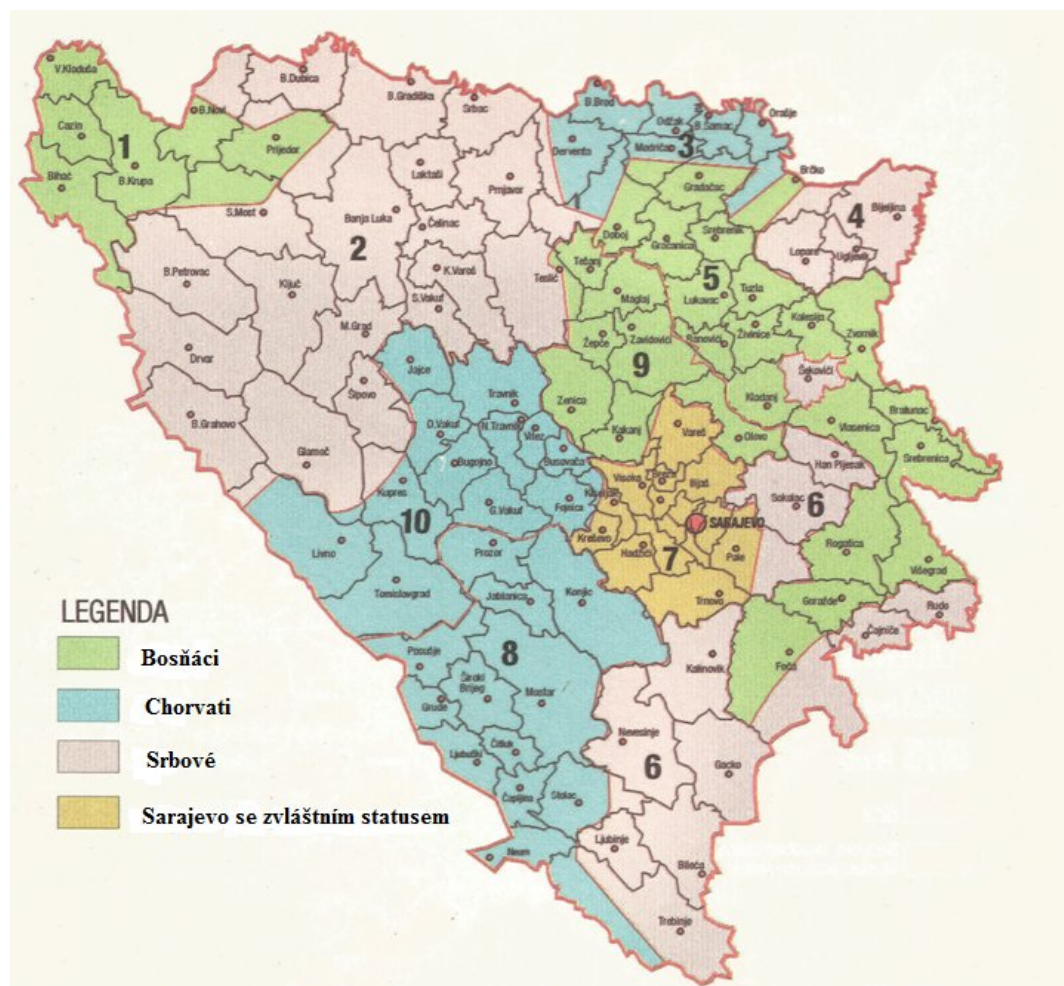 V.Kladuša
B.Dubica
B.Gradiška
Srbac
B.Brod
B.Novi
Odžak
B.Šamac
Orašje
Cazin
1
Prijedor
Derventa
Modriča
3
Bihać
B.Krupa
Laktaši
Gradačac
Brčko
Prnjavor
S.Most
Banja Luka
Čelinac
Doboj
Gračanica
Srebrenik
4
Bijeljina
2
Lopare
Ugljevik
B.Petrovac
Ključ
K.Varoš
Teslić
Tešanj
5
Tuzla
S.Vakuf
Maglaj
Lukavac
Kalesija
M.Grad
Žepče
Zavidovići
Banovići
Živinice
Zvornik
Drvar
Jajce
9
Šekovići
Šipovo
Travnik
Zenica
Kladanj
B.Grahovo
D.Vakuf
N.Travnik
Vitez
Kakanj
Vareš
Olovo
Vlasenica
Bratunac
Glamoč
Bugojno
Busovača
Han Pijesak
Srebrenica
Kupres
Visoko
Ilijaš
Sokolac
6
10
G.Vakuf
Fojnica
Kiseljak
SARAJEVO
Livno
Prozor
Kreševo
Hadžići
7
Pale
Rogatica
Višegrad
Tomislavgrad
Jablanica
Konjic
Trnovo
Goražde
Rudo
LEGENDA
Čajniče
Bosňáci
Posušje
8
Kalinovik
Foča
Chorvati
Široki
Brijeg
Grude
Mostar
Srbové
Ljubuški
Čitluk
Nevesinje
6
Gacko
Sarajevo se zvláštním statusem
Čapljina
Stolac
Neum
Ljubinje
Bileća
Trebinje